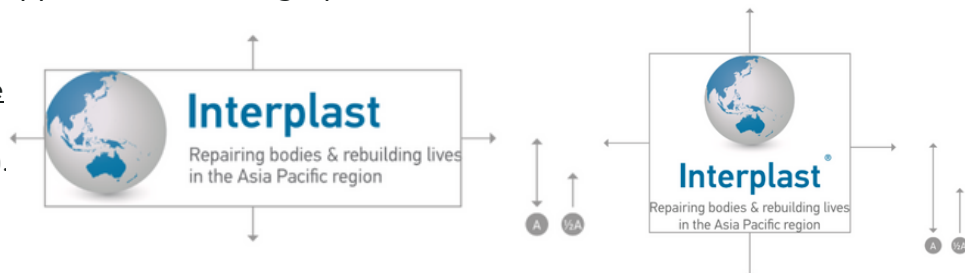 Interplast
Repairing bodies & rebuilding lives
in the Asia Pacific region
A
½A
Interplast®
Repairing bodies & rebuilding lives
in the Asia Pacific region
A
½A